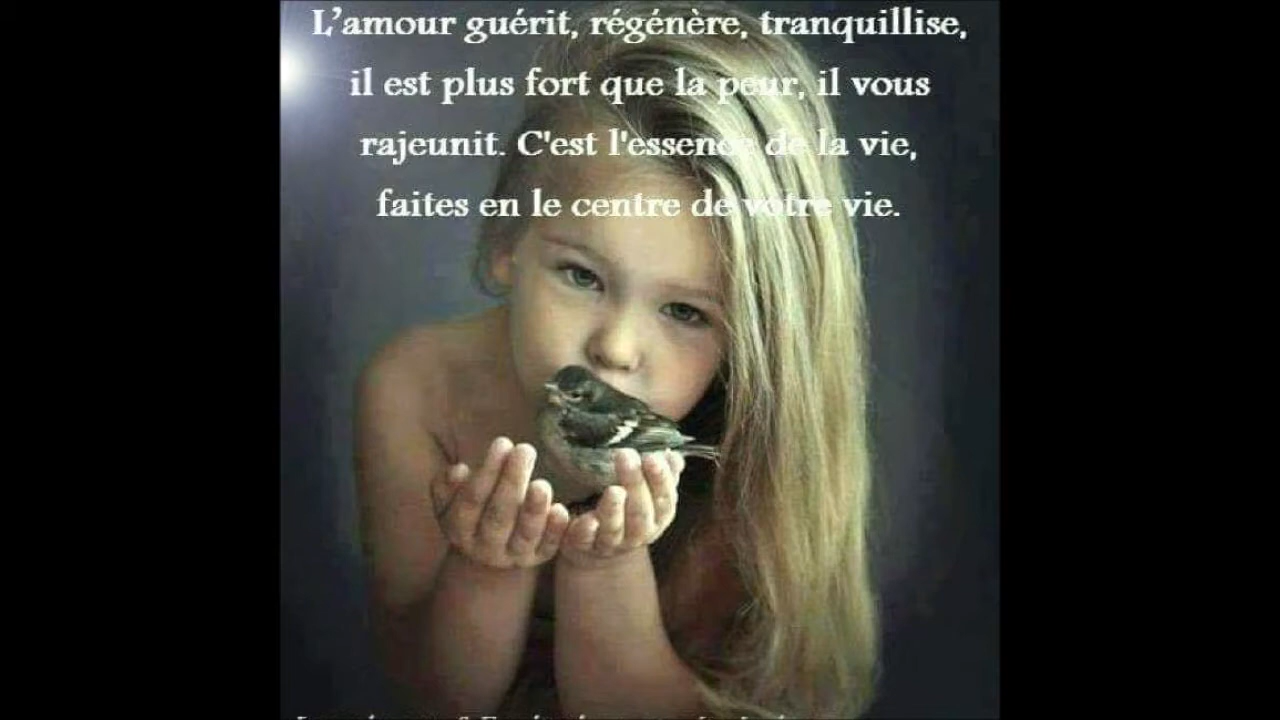 L'amour guérit, régénère, tranquillise,
il est plus fort que la peur, il vous
rajeunit. C'est l'essence de la vie,
faites en le centre de votre vie.